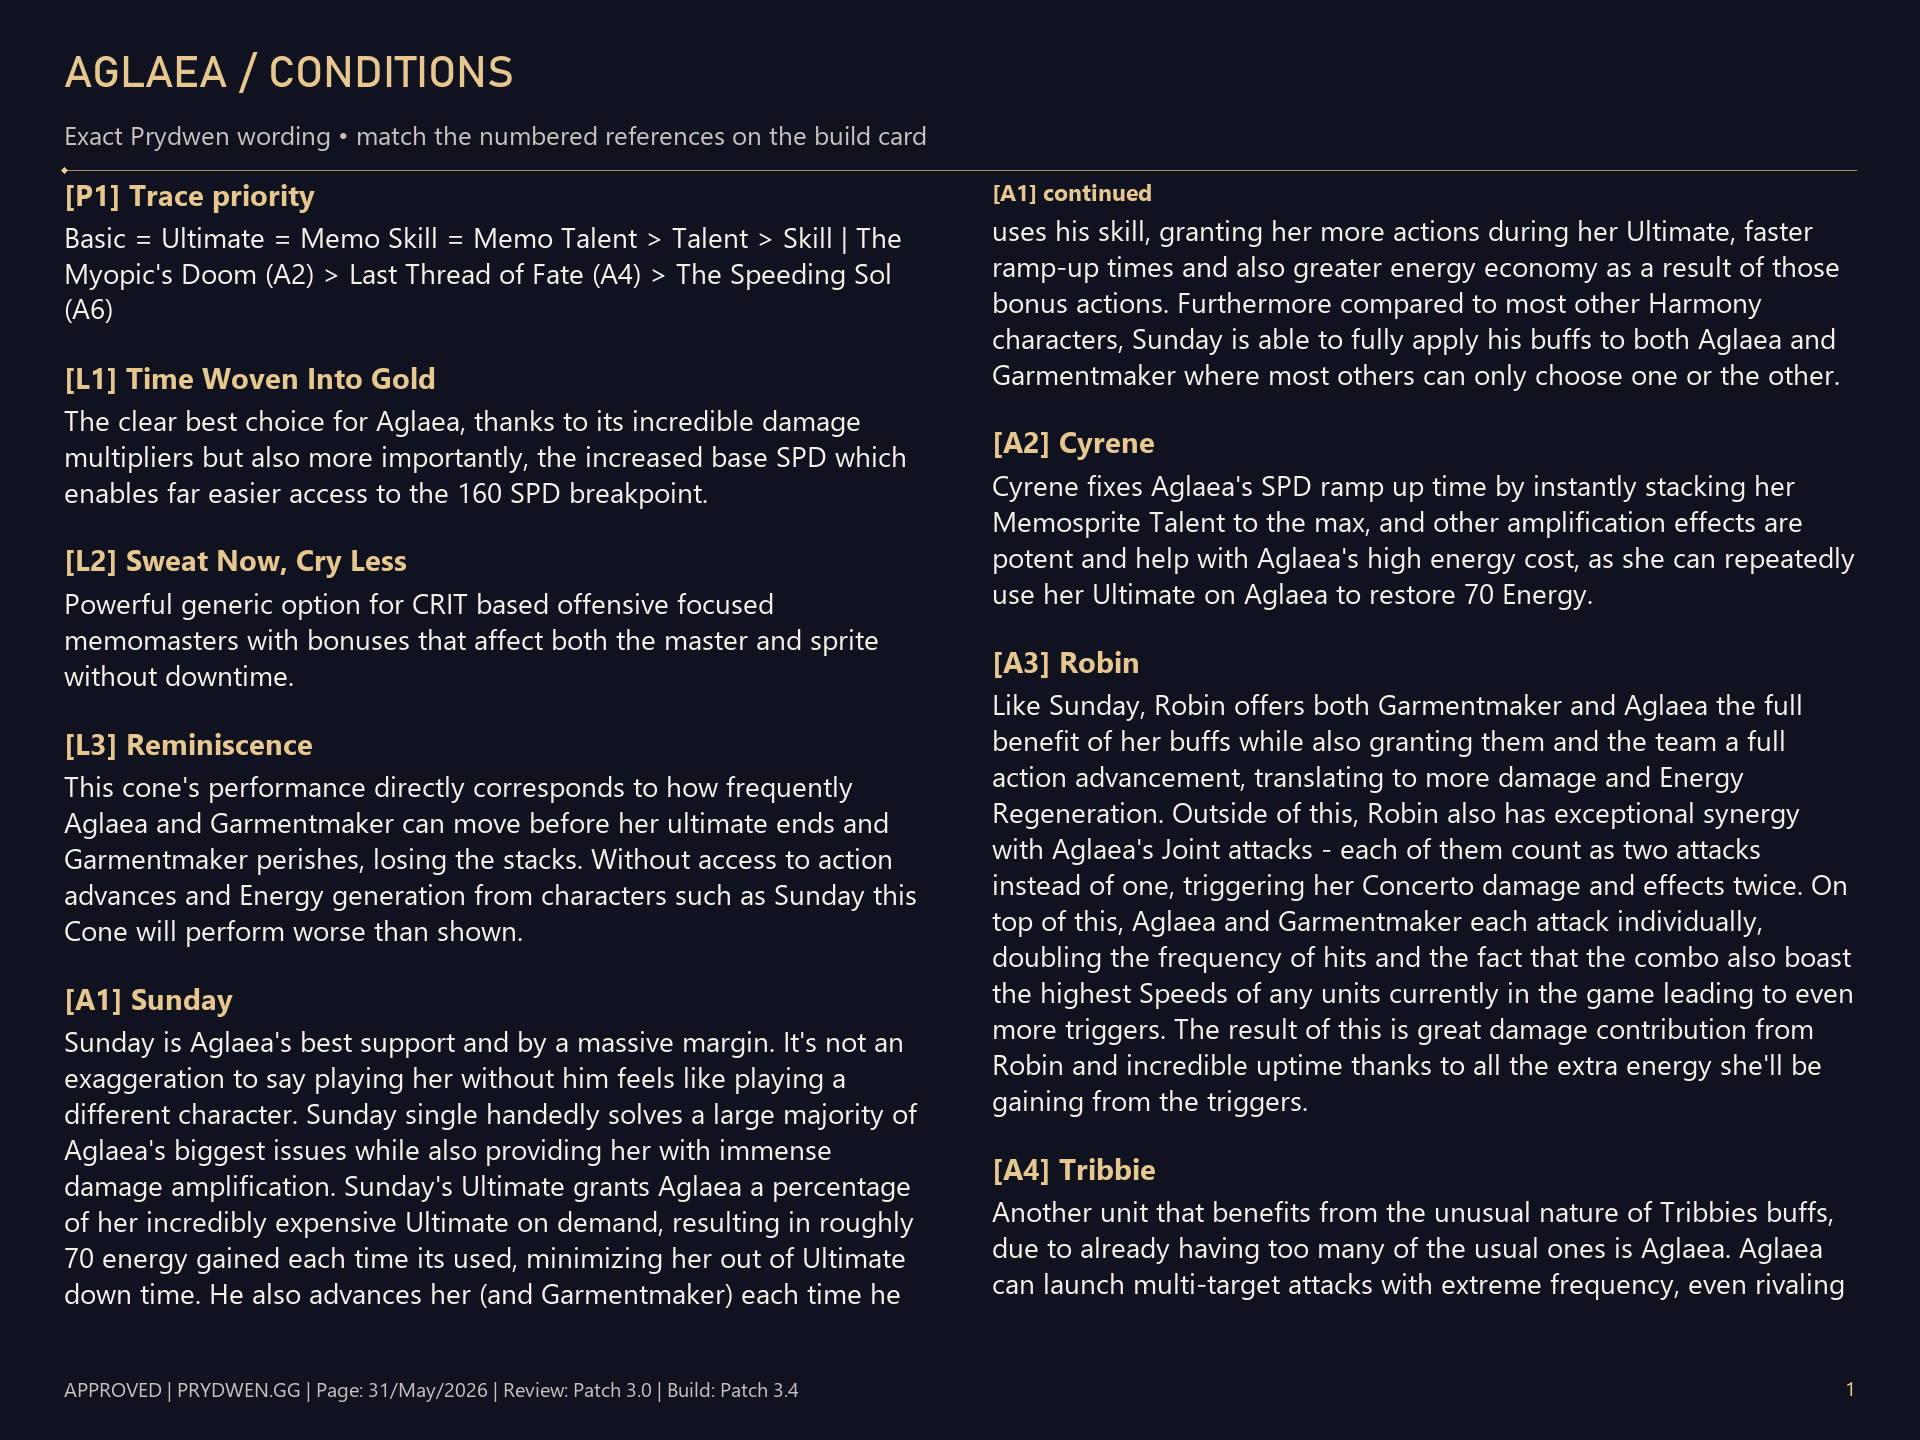 AGLAEA / CONDITIONS
Exact Prydwen wording • match the numbered references on the build card
[P1] Trace priority
Basic = Ultimate = Memo Skill = Memo Talent > Talent > Skill | The
Myopic's Doom (A2) > Last Thread of Fate (A4) > The Speeding Sol
(A6)
[L1] Time Woven Into Gold
The clear best choice for Aglaea, thanks to its incredible damage
multipliers but also more importantly, the increased base SPD which
enables far easier access to the 160 SPD breakpoint.
[L2] Sweat Now, Cry Less
Powerful generic option for CRIT based offensive focused
memomasters with bonuses that affect both the master and sprite
without downtime.
[L3] Reminiscence
This cone's performance directly corresponds to how frequently
Aglaea and Garmentmaker can move before her ultimate ends and
Garmentmaker perishes, losing the stacks. Without access to action
advances and Energy generation from characters such as Sunday this
Cone will perform worse than shown.
[A1] Sunday
Sunday is Aglaea's best support and by a massive margin. It's not an
exaggeration to say playing her without him feels like playing a
different character. Sunday single handedly solves a large majority of
Aglaea's biggest issues while also providing her with immense
damage amplification. Sunday's Ultimate grants Aglaea a percentage
of her incredibly expensive Ultimate on demand, resulting in roughly
70 energy gained each time its used, minimizing her out of Ultimate
down time. He also advances her (and Garmentmaker) each time he
[A1] continued
uses his skill, granting her more actions during her Ultimate, faster
ramp-up times and also greater energy economy as a result of those
bonus actions. Furthermore compared to most other Harmony
characters, Sunday is able to fully apply his buffs to both Aglaea and
Garmentmaker where most others can only choose one or the other.
[A2] Cyrene
Cyrene fixes Aglaea's SPD ramp up time by instantly stacking her
Memosprite Talent to the max, and other amplification effects are
potent and help with Aglaea's high energy cost, as she can repeatedly
use her Ultimate on Aglaea to restore 70 Energy.
[A3] Robin
Like Sunday, Robin offers both Garmentmaker and Aglaea the full
benefit of her buffs while also granting them and the team a full
action advancement, translating to more damage and Energy
Regeneration. Outside of this, Robin also has exceptional synergy
with Aglaea's Joint attacks - each of them count as two attacks
instead of one, triggering her Concerto damage and effects twice. On
top of this, Aglaea and Garmentmaker each attack individually,
doubling the frequency of hits and the fact that the combo also boast
the highest Speeds of any units currently in the game leading to even
more triggers. The result of this is great damage contribution from
Robin and incredible uptime thanks to all the extra energy she'll be
gaining from the triggers.
[A4] Tribbie
Another unit that benefits from the unusual nature of Tribbies buffs,
due to already having too many of the usual ones is Aglaea. Aglaea
can launch multi-target attacks with extreme frequency, even rivaling
APPROVED | PRYDWEN.GG | Page: 31/May/2026 | Review: Patch 3.0 | Build: Patch 3.4
1